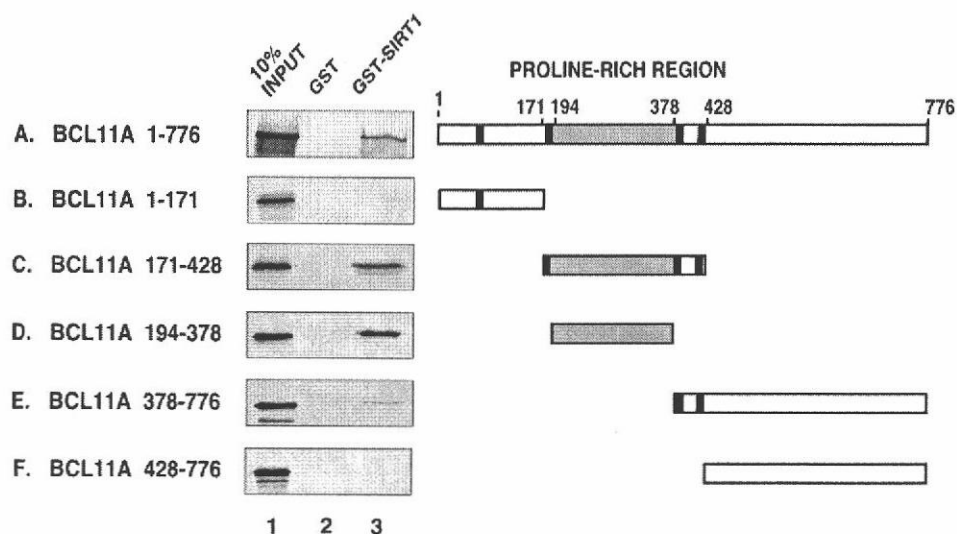 10%
INPUT
GST
GST-SIRT1
PROLINE-RICH REGION
1 171 194 378 428 776
A. BCL11A 1-776
B. BCL11A 1-171
C. BCL11A 171-428
D. BCL11A 194-378
E. BCL11A 378-776
F. BCL11A 428-776
1 2 3